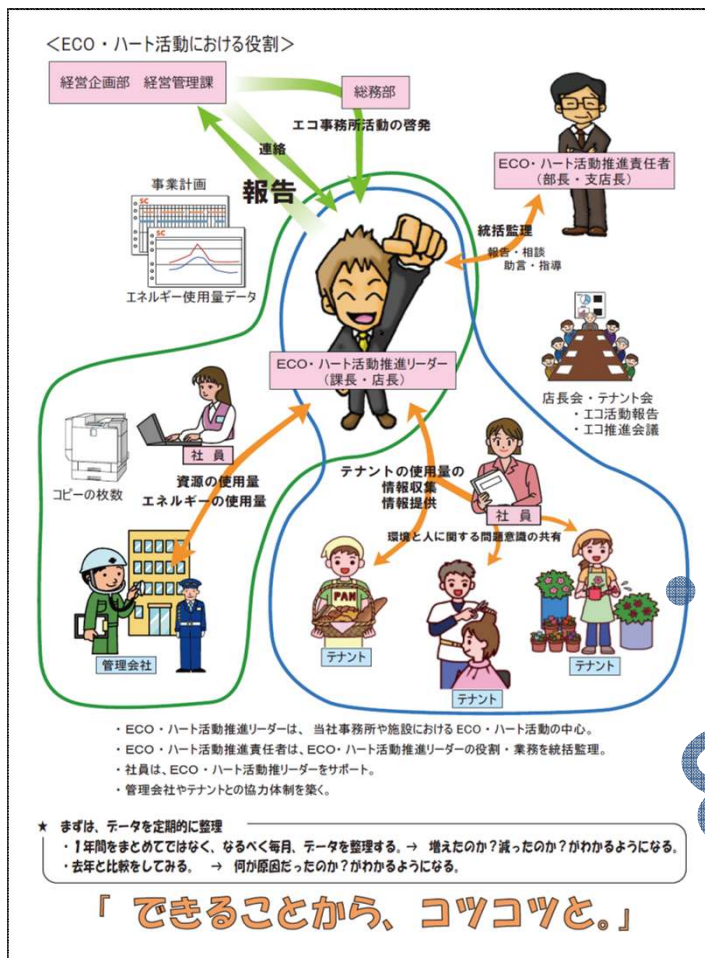 ＜ECO・ハート活動における役割＞
経営企画部　経営管理課
総務部
エコ事務所活動の啓発
連絡
報告
ECO・ハート活動推進責任者
（部長・支店長）
事業計画
SC
SC
エネルギー使用量データ
統括監理
報告・相談
助言・指導
ECO・ハート活動推進リーダー
（課長・店長）
店長会・テナント会
・エコ活動報告
・エコ推進会議
社員
コピーの枚数
資源の使用量
エネルギーの使用量
テナントの使用量の
情報収集
情報提供
社員
環境と人に関する問題意識の共有
PAN
管理会社
テナント
テナント
テナント
・ECO・ハート活動推進リーダーは、当社事務所や施設におけるECO・ハート活動の中心。
・ECO・ハート活動推進責任者は、ECO・ハート活動推進リーダーの役割・業務を統括監理。
・社員は、ECO・ハート活動推リーダーをサポート。
・管理会社やテナントとの協力体制を築く。
★　まずは、データを定期的に整理
・1年間をまとめてではなく、なるべく毎月、データを整理する。→　増えたのか？減ったのか？がわかるようになる。
・去年と比較をしてみる。　→　何が原因だったのか？がわかるようになる。
「できることから、コツコツと。」